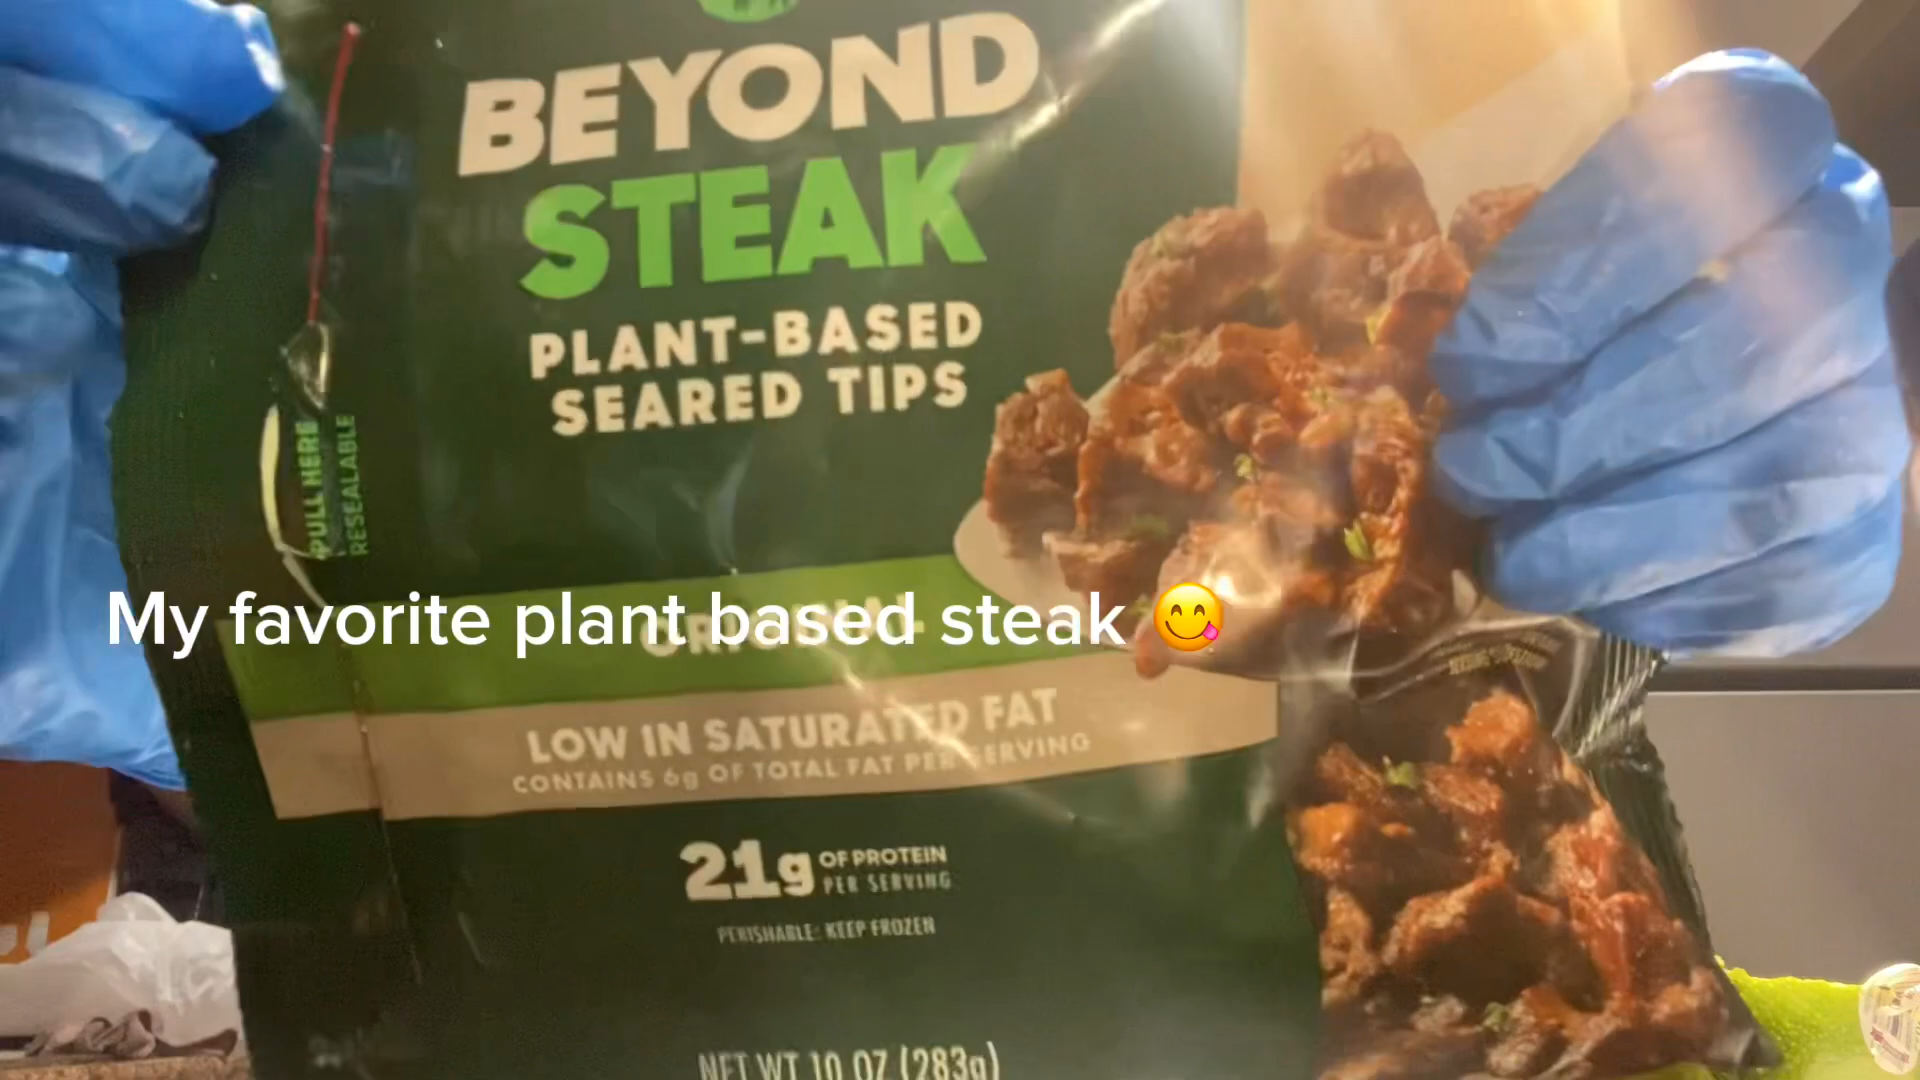 BEYOND
STEAK
PLANT-BASED
SEARED TIPS
PULL HERE
RESEALABLE
My favorite plant based steak 😋
ORIGINAL
LOW IN SATURATED FAT
CONTAINS 6g OF TOTAL FAT PER SERVING
21g OF PROTEIN
PER SERVING
PERISHABLE: KEEP FROZEN
NET WT 10 OZ (283g)